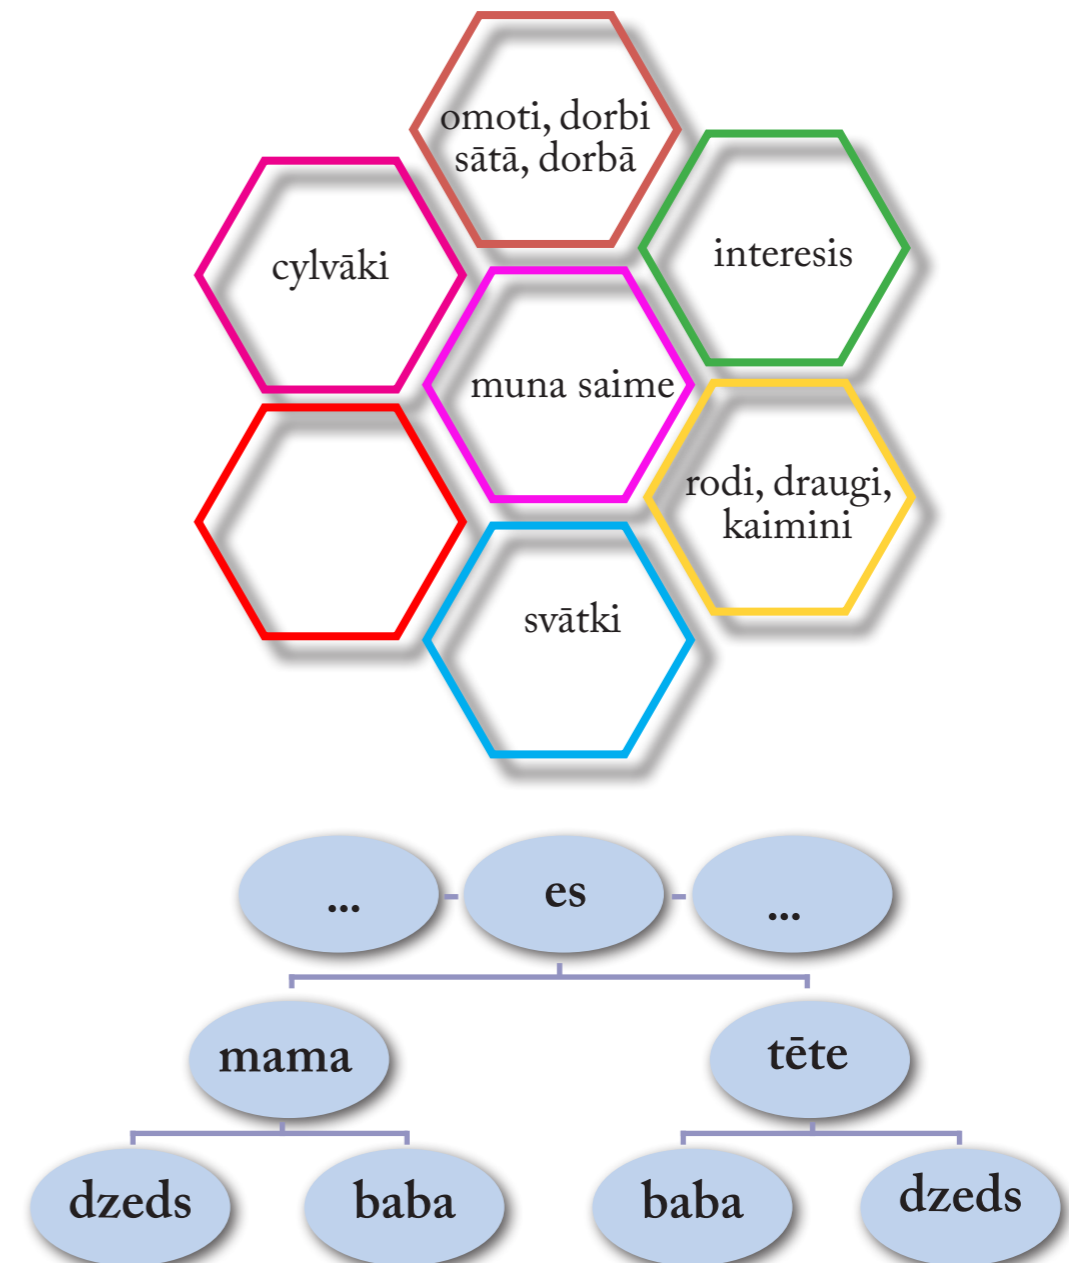 omoti, dorbi
sātā, dorbā
cylvāki
interesis
muna saime
rodi, draugi,
kaimini
svātki
... es ...
mama tēte
dzeds baba baba dzeds